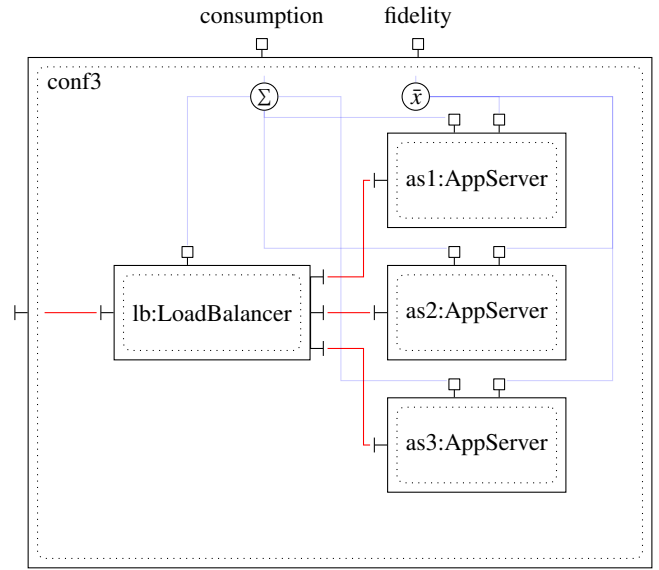 consumption fidelity
conf3
Σ x̄
as1:AppServer
lb:LoadBalancer
as2:AppServer
as3:AppServer